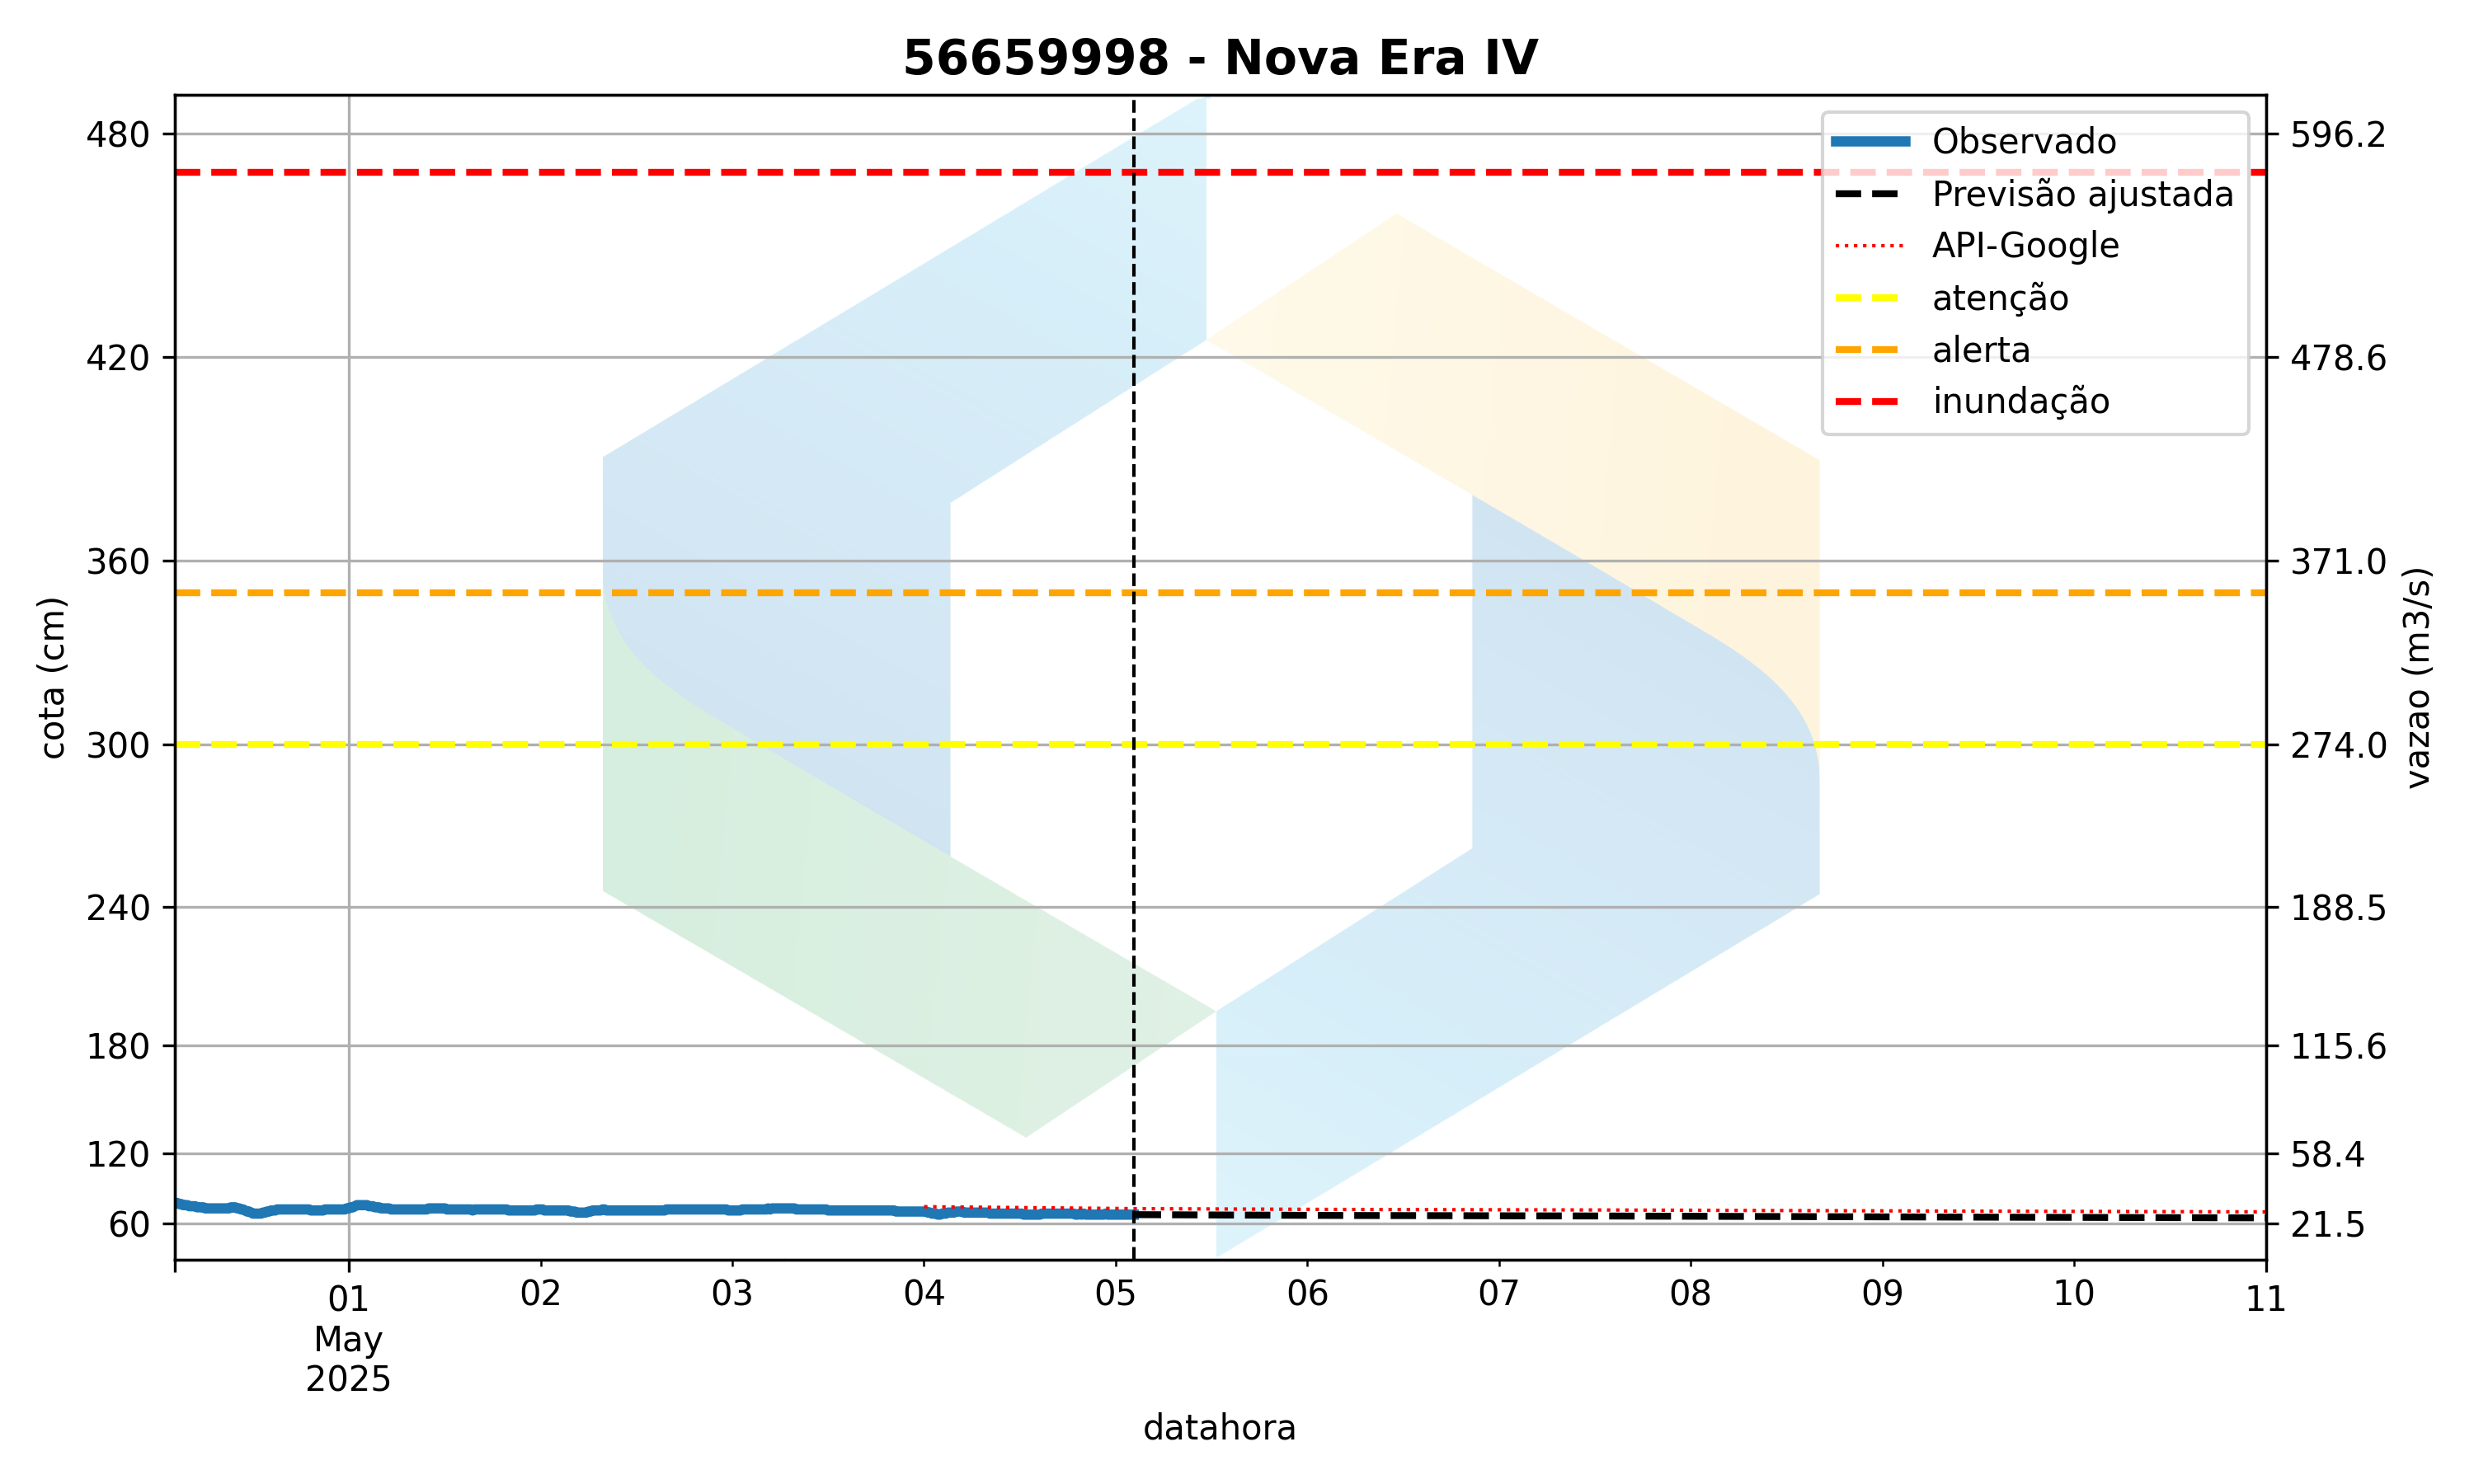 56659998 - Nova Era IV
480
420
360
300
240
180
120
60
cota (cm)
596.2
478.6
371.0
274.0
188.5
115.6
58.4
21.5
vazao (m3/s)
Observado
Previsão ajustada
API-Google
atenção
alerta
inundação
01 02 03 04 05 06 07 08 09 10 11
May
2025
datahora